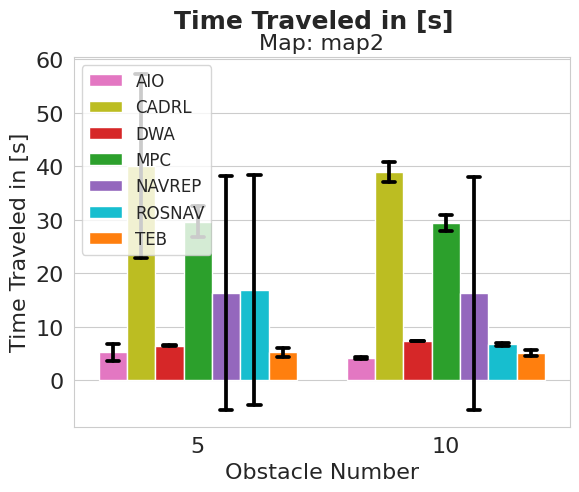 Time Traveled in [s]
Map: map2
Time Traveled in [s]
60
50
40
30
20
10
0
AIO
CADRL
DWA
MPC
NAVREP
ROSNAV
TEB
5
10
Obstacle Number